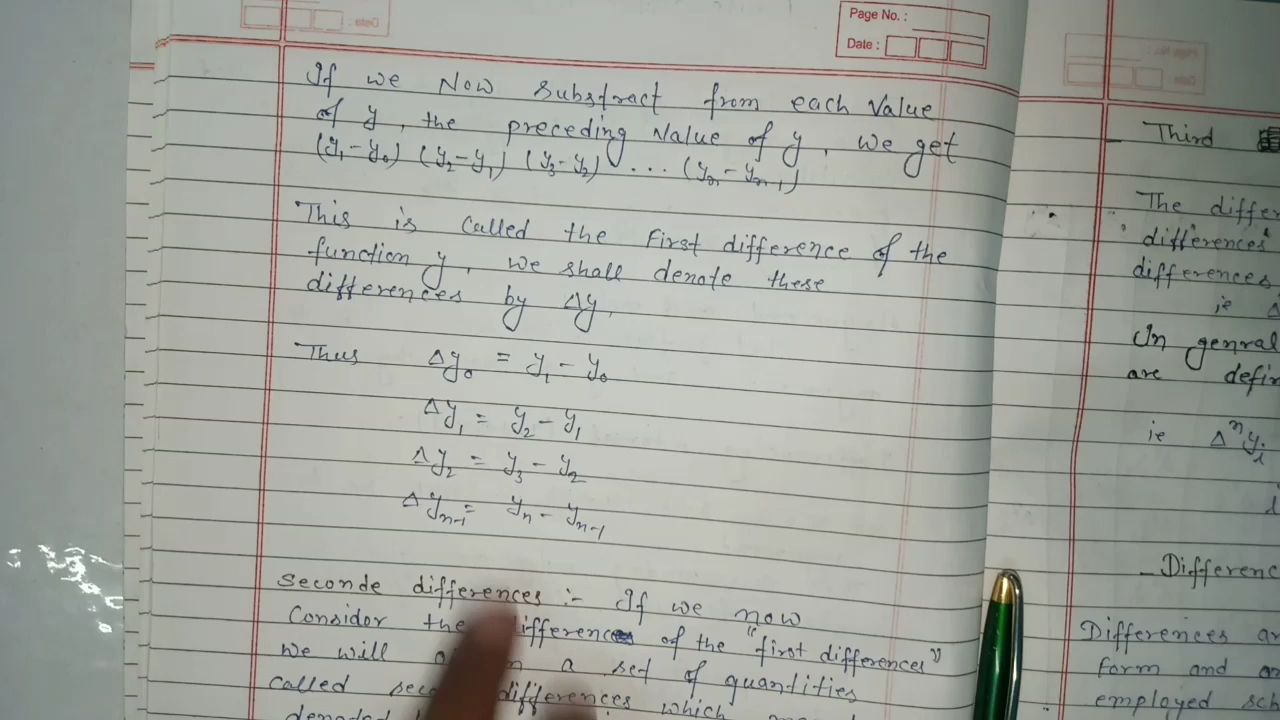 Page No. :
Date :
If we Now Substract from each Value
of y, the preceding Value of y, we get
(y₁-y₀) (y₂-y₁) (y₃-y₂) ... (yₙ-yₙ₋₁)
This is called the First difference of the
function y, we shall denote these
differences by Δy.
Thus Δy₀ = y₁ - y₀
Δy₁ = y₂ - y₁
Δy₂ = y₃ - y₂
Δyₙ₋₁ = yₙ - yₙ₋₁
Seconde differences :- If we now
Consider the differences of the "first differences"
we will a set of quantities
called differences which
Third
The
differences
differences.
ie Δ
In genral
are
ie Δⁿyᵢ
Differences
form and
employed